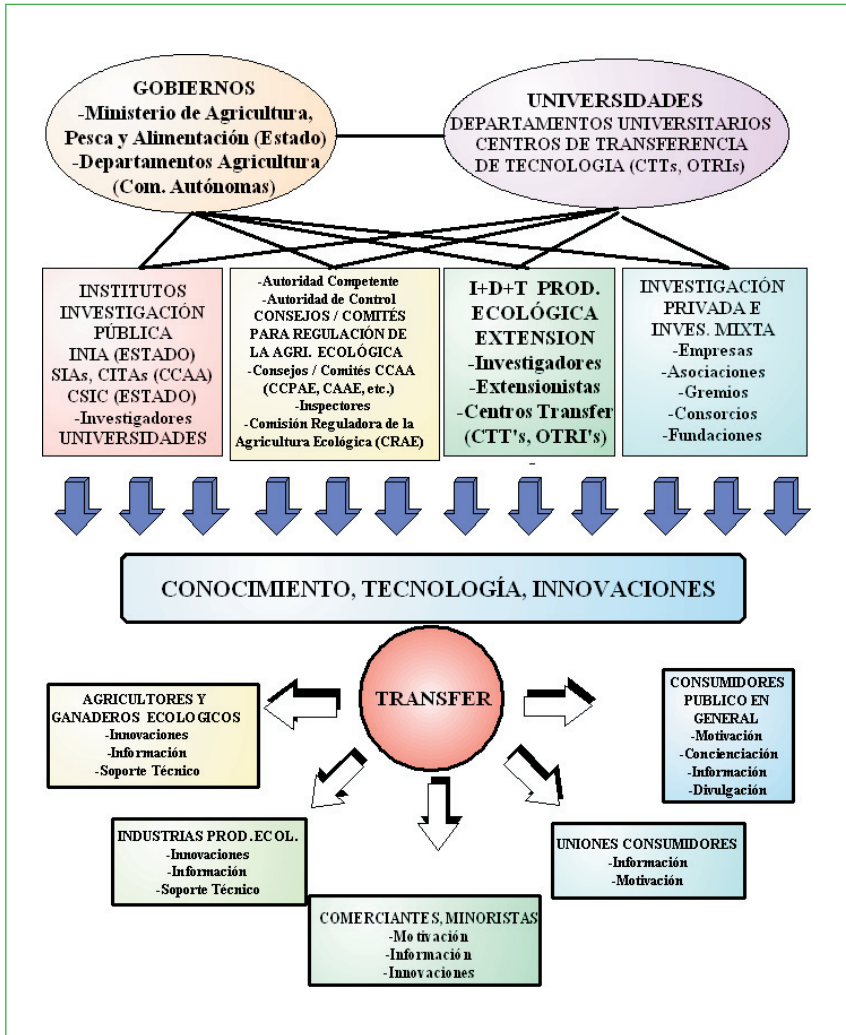 GOBIERNOS
-Ministerio de Agricultura,
Pesca y Alimentación (Estado)
-Departamentos Agricultura
(Com. Autónomas)
UNIVERSIDADES
DEPARTAMENTOS UNIVERSITARIOS
CENTROS DE TRANSFERENCIA
DE TECNOLOGIA (CTTs, OTRIs)
INSTITUTOS
INVESTIGACIÓN
PÚBLICA
INIA (ESTADO)
SIAs, CITAs (CCAA)
CSIC (ESTADO)
-Investigadores
UNIVERSIDADES
-Autoridad Competente
-Autoridad de Control
CONSEJOS / COMITÉS
PARA REGULACIÓN DE
LA AGRI. ECOLÓGICA
-Consejos / Comités CCAA
(CCPAE, CAAE, etc.)
-Inspectores
-Comisión Reguladora de la
Agricultura Ecológica (CRAE)
I+D+T PROD.
ECOLÓGICA
EXTENSION
-Investigadores
-Extensionistas
-Centros Transfer
(CTT's, OTRI's)
-
INVESTIGACIÓN
PRIVADA E
INVES. MIXTA
-Empresas
-Asociaciones
-Gremios
-Consorcios
-Fundaciones
CONOCIMIENTO, TECNOLOGÍA, INNOVACIONES
TRANSFER
AGRICULTORES Y
GANADEROS ECOLOGICOS
-Innovaciones
-Información
-Soporte Técnico
INDUSTRIAS PROD.ECOL.
-Innovaciones
-Información
-Soporte Técnico
COMERCIANTES, MINORISTAS
-Motivación
-Información
-Innovaciones
UNIONES CONSUMIDORES
-Información
-Motivación
CONSUMIDORES
PUBLICO EN
GENERAL
-Motivación
-Concienciación
-Información
-Divulgación